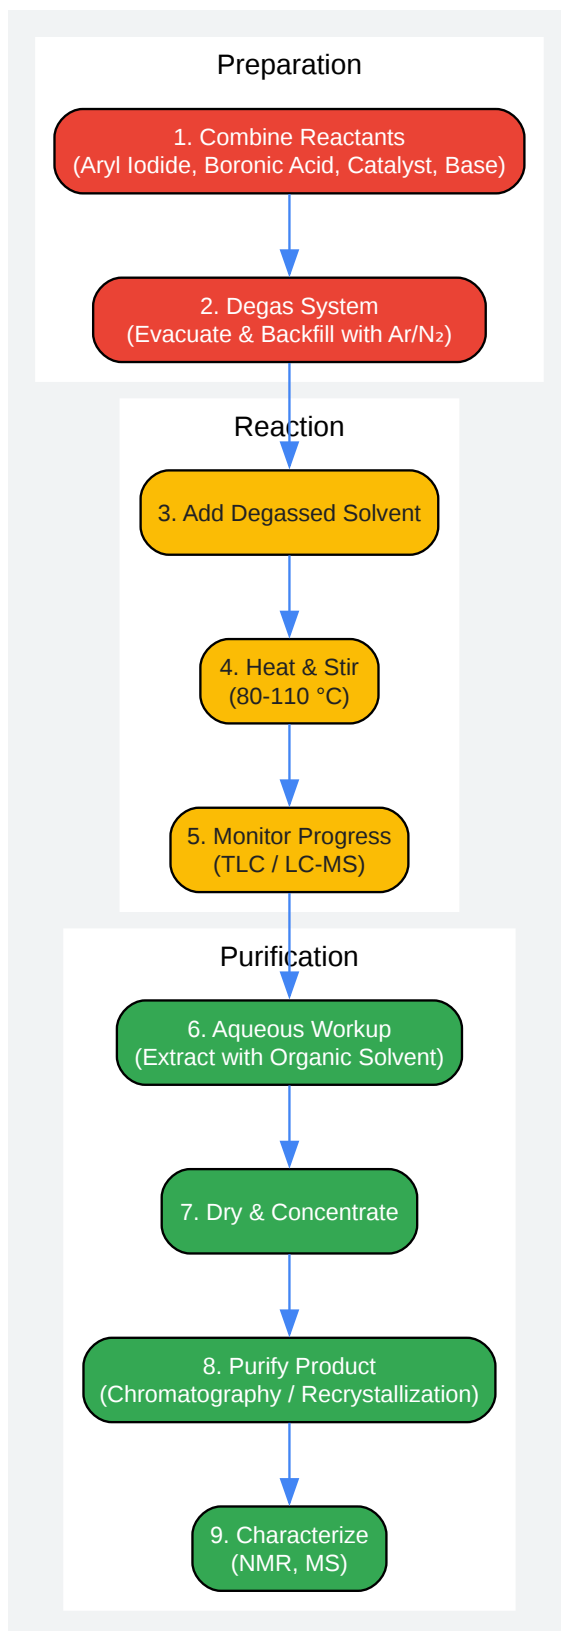 Preparation
1. Combine Reactants
(Aryl Iodide, Boronic Acid, Catalyst, Base)
2. Degas System
(Evacuate & Backfill with Ar/N₂)
Reaction
3. Add Degassed Solvent
4. Heat & Stir
(80-110 °C)
5. Monitor Progress
(TLC / LC-MS)
Purification
6. Aqueous Workup
(Extract with Organic Solvent)
7. Dry & Concentrate
8. Purify Product
(Chromatography / Recrystallization)
9. Characterize
(NMR, MS)